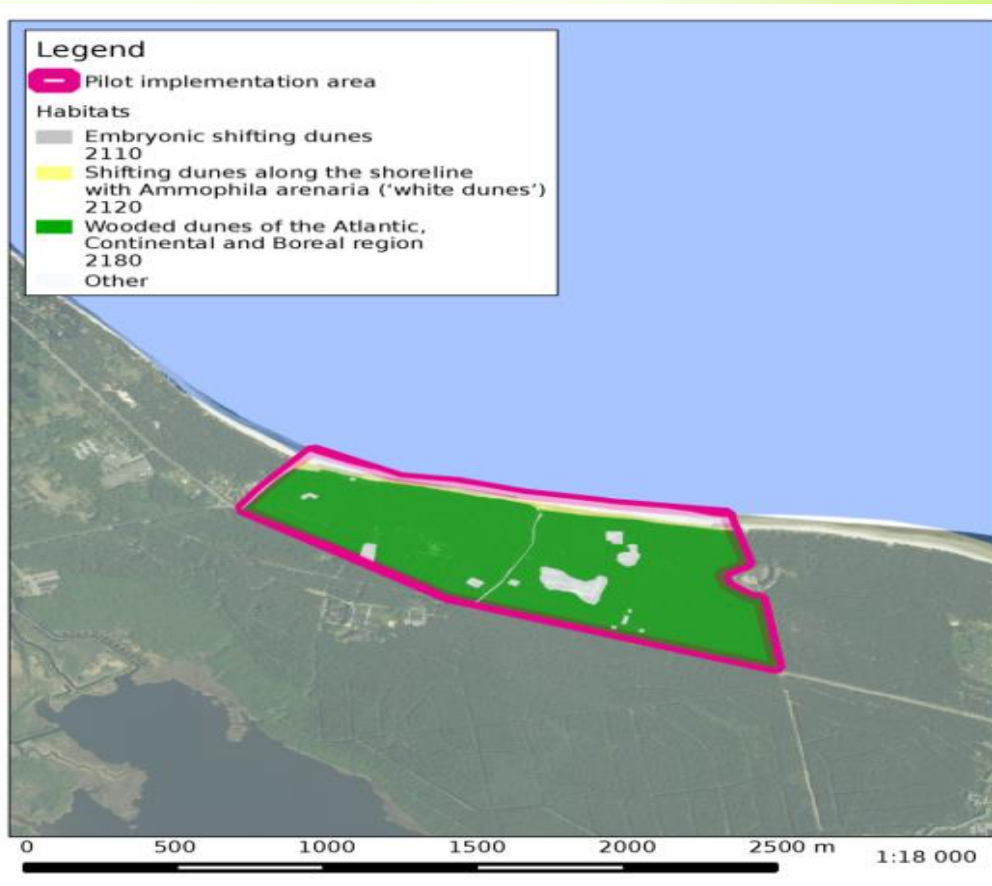 Legend
Pilot implementation area
Habitats
Embryonic shifting dunes
2110
Shifting dunes along the shoreline
with Ammophila arenaria (‘white dunes’)
2120
Wooded dunes of the Atlantic,
Continental and Boreal region
2180
Other
0 500 1000 1500 2000 2500 m 1:18 000